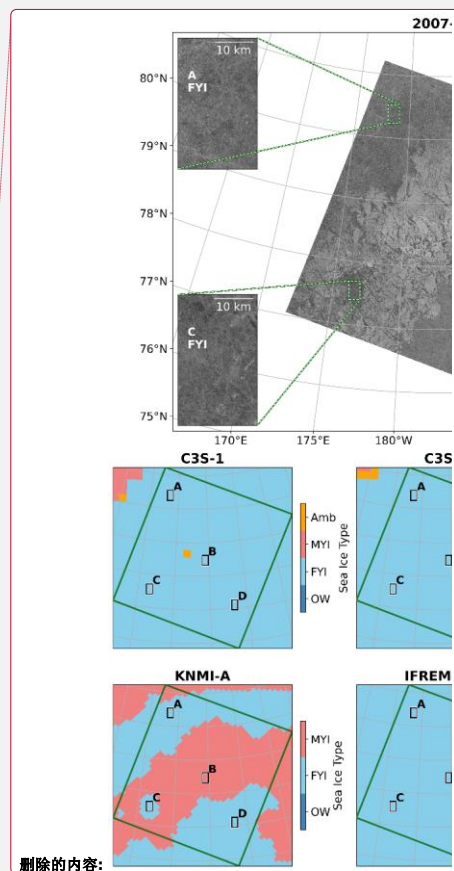 2007-
10 km
A
FYI
80°N
79°N
78°N
77°N
76°N
75°N
10 km
C
FYI
170°E
175°E
180°W
C3S-1
C3S
A
B
C
D
Amb
MYI
FYI
OW
Sea Ice Type
A
C
KNMI-A
IFREM
A
B
C
D
MYI
FYI
OW
Sea Ice Type
A
C
删除的内容: